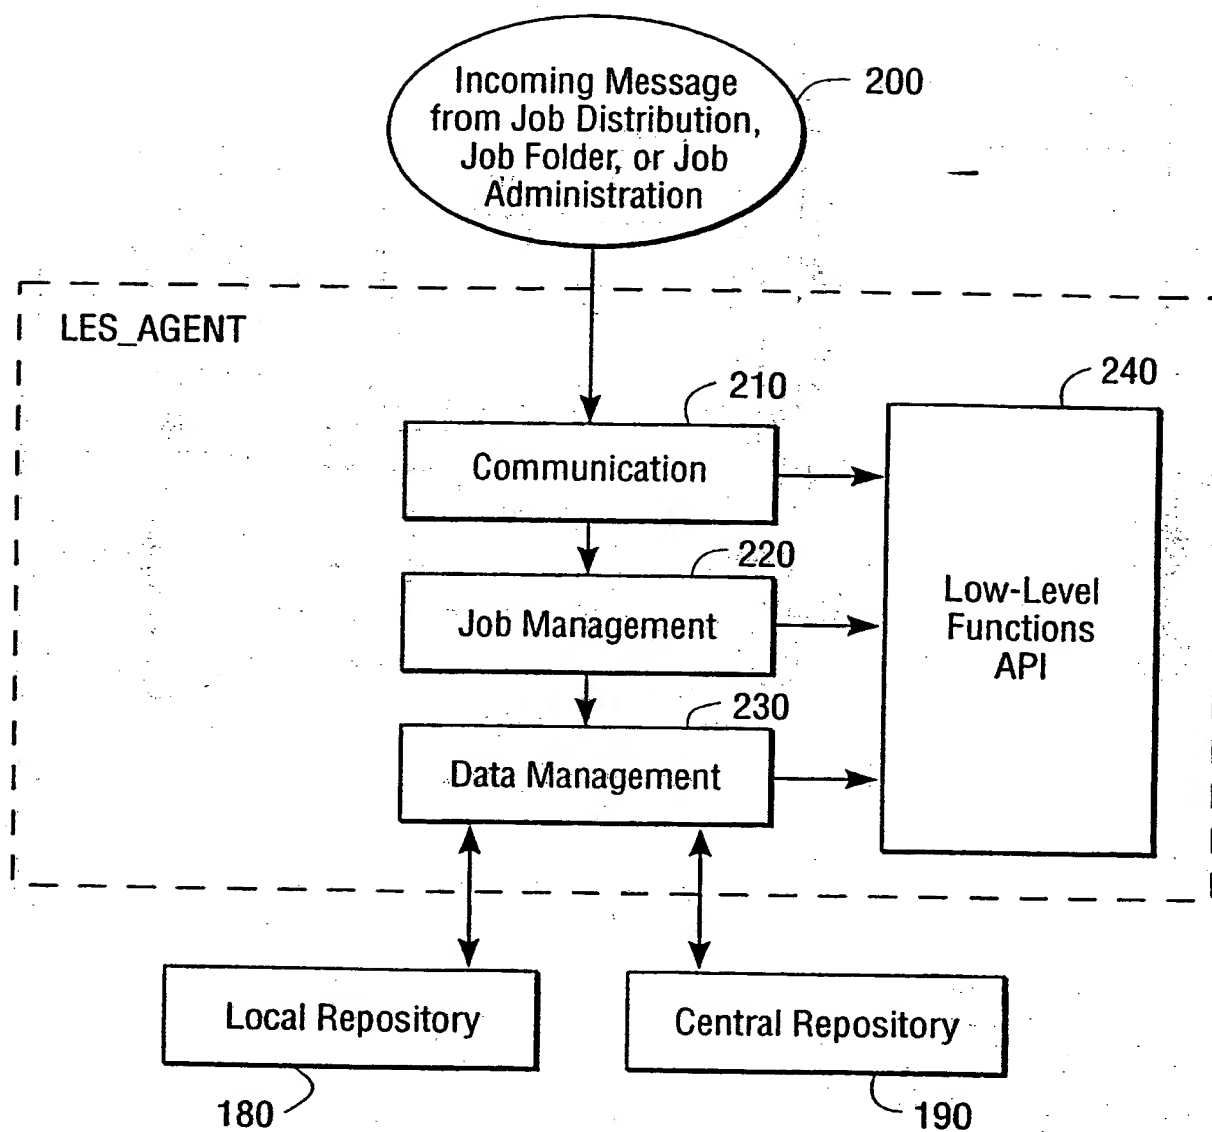 Incoming Message
from Job Distribution,
Job Folder, or Job
Administration
200
LES_AGENT
210
240
Communication
220
Job Management
Low-Level
Functions
API
230
Data Management
Local Repository
Central Repository
180
190